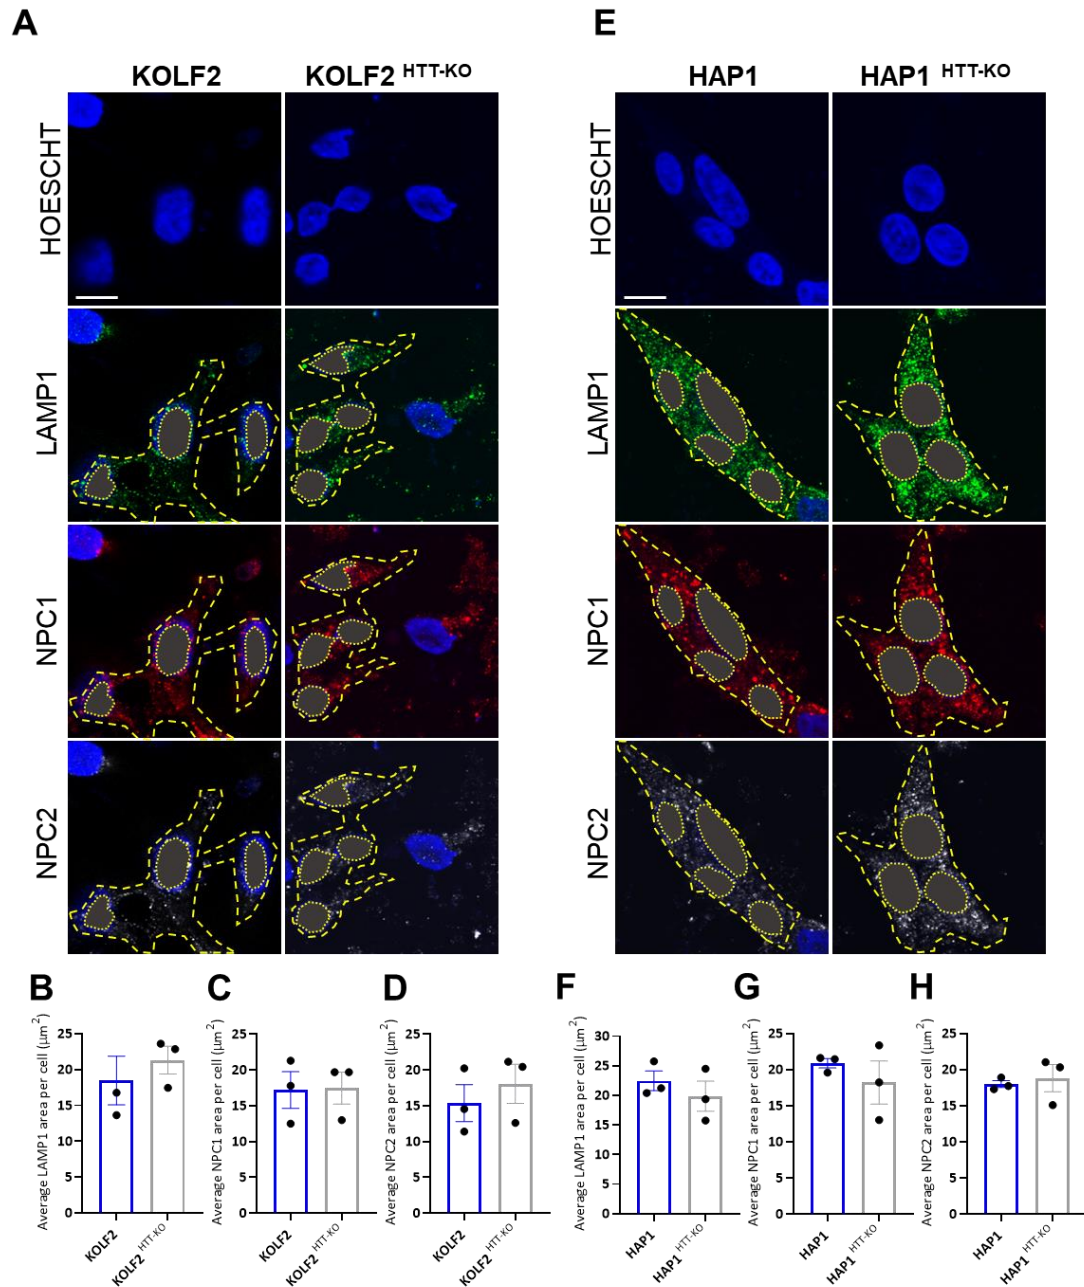 A
E
KOLF2
KOLF2 HTT-KO
HAP1
HAP1 HTT-KO
HOESCHT
HOESCHT
LAMP1
LAMP1
NPC1
NPC1
NPC2
NPC2
B
C
D
F
G
H
Average LAMP1 area per cell (µm²)
25
20
15
10
5
0
KOLF2
KOLF2 HTT-KO
Average NPC1 area per cell (µm²)
25
20
15
10
5
0
KOLF2
KOLF2 HTT-KO
Average NPC2 area per cell (µm²)
25
20
15
10
5
0
KOLF2
KOLF2 HTT-KO
Average LAMP1 area per cell (µm²)
30
25
20
15
10
5
0
HAP1
HAP1 HTT-KO
Average NPC1 area per cell (µm²)
25
20
15
10
5
0
HAP1
HAP1 HTT-KO
Average NPC2 area per cell (µm²)
25
20
15
10
5
0
HAP1
HAP1 HTT-KO